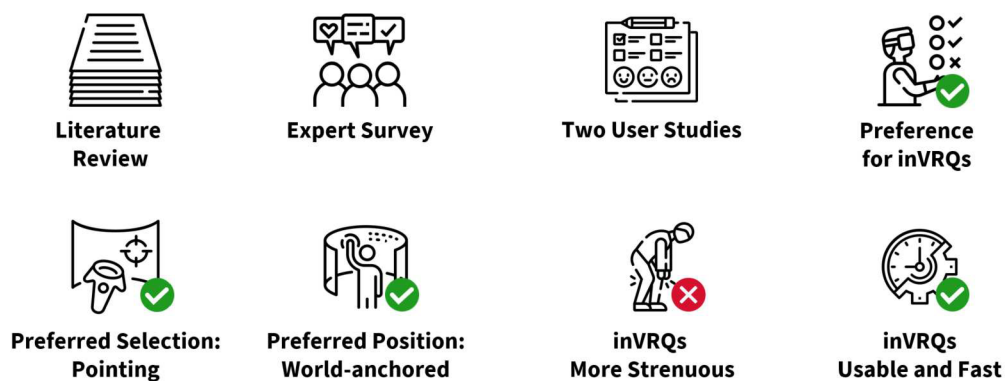 Literature
Review
Expert Survey
Two User Studies
Preference
for inVRQs
Preferred Selection:
Pointing
Preferred Position:
World-anchored
inVRQs
More Strenuous
inVRQs
Usable and Fast